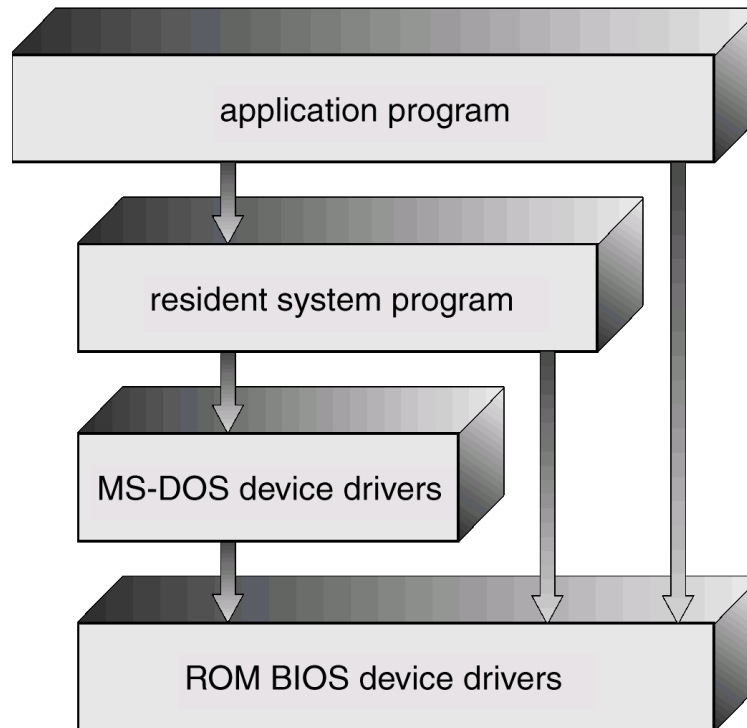 application program
resident system program
MS-DOS device drivers
ROM BIOS device drivers